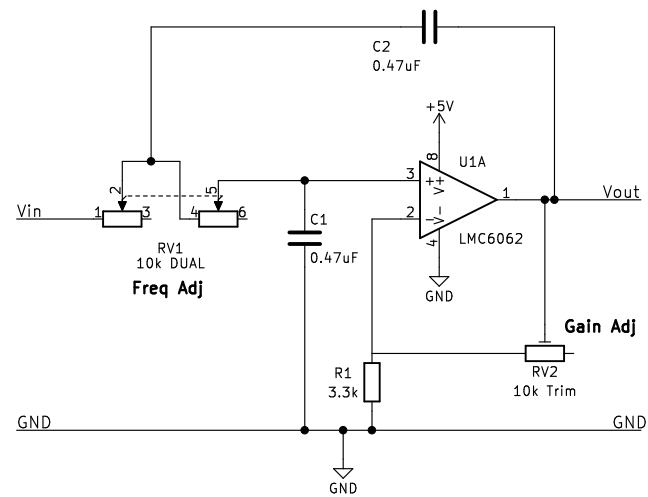 C2
0.47uF
+5V
8
U1A
3
++
V
1
Vout
2
5
Vin
1
3
4
6
C1
0.47uF
2
--
V
4
LMC6062
RV1
10k DUAL
Freq Adj
GND
Gain Adj
R1
3.3k
RV2
10k Trim
GND
GND
GND